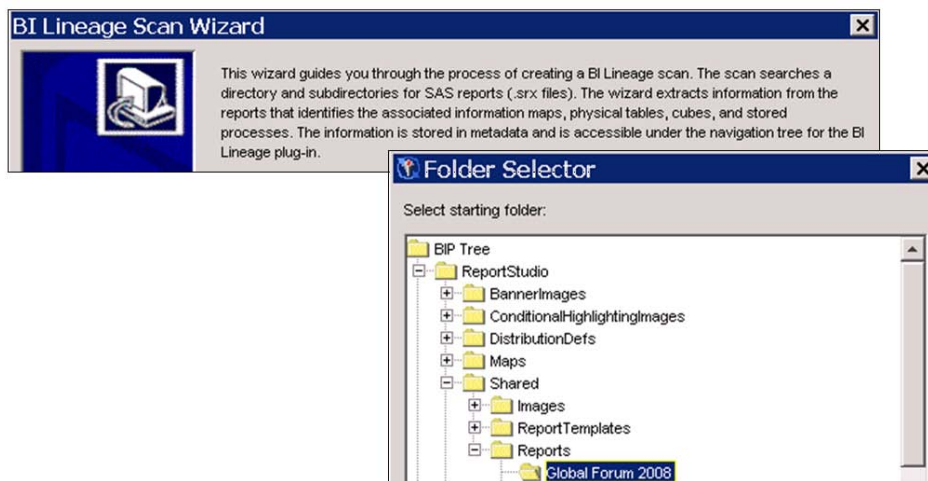 BI Lineage Scan Wizard
This wizard guides you through the process of creating a BI Lineage scan. The scan searches a
directory and subdirectories for SAS reports (.srx files). The wizard extracts information from the
reports that identifies the associated information maps, physical tables, cubes, and stored
processes. The information is stored in metadata and is accessible under the navigation tree for the BI
Lineage plug-in.
Folder Selector
Select starting folder:
BIP Tree
ReportStudio
BannerImages
ConditionalHighlightingImages
DistributionDefs
Maps
Shared
Images
ReportTemplates
Reports
Global Forum 2008